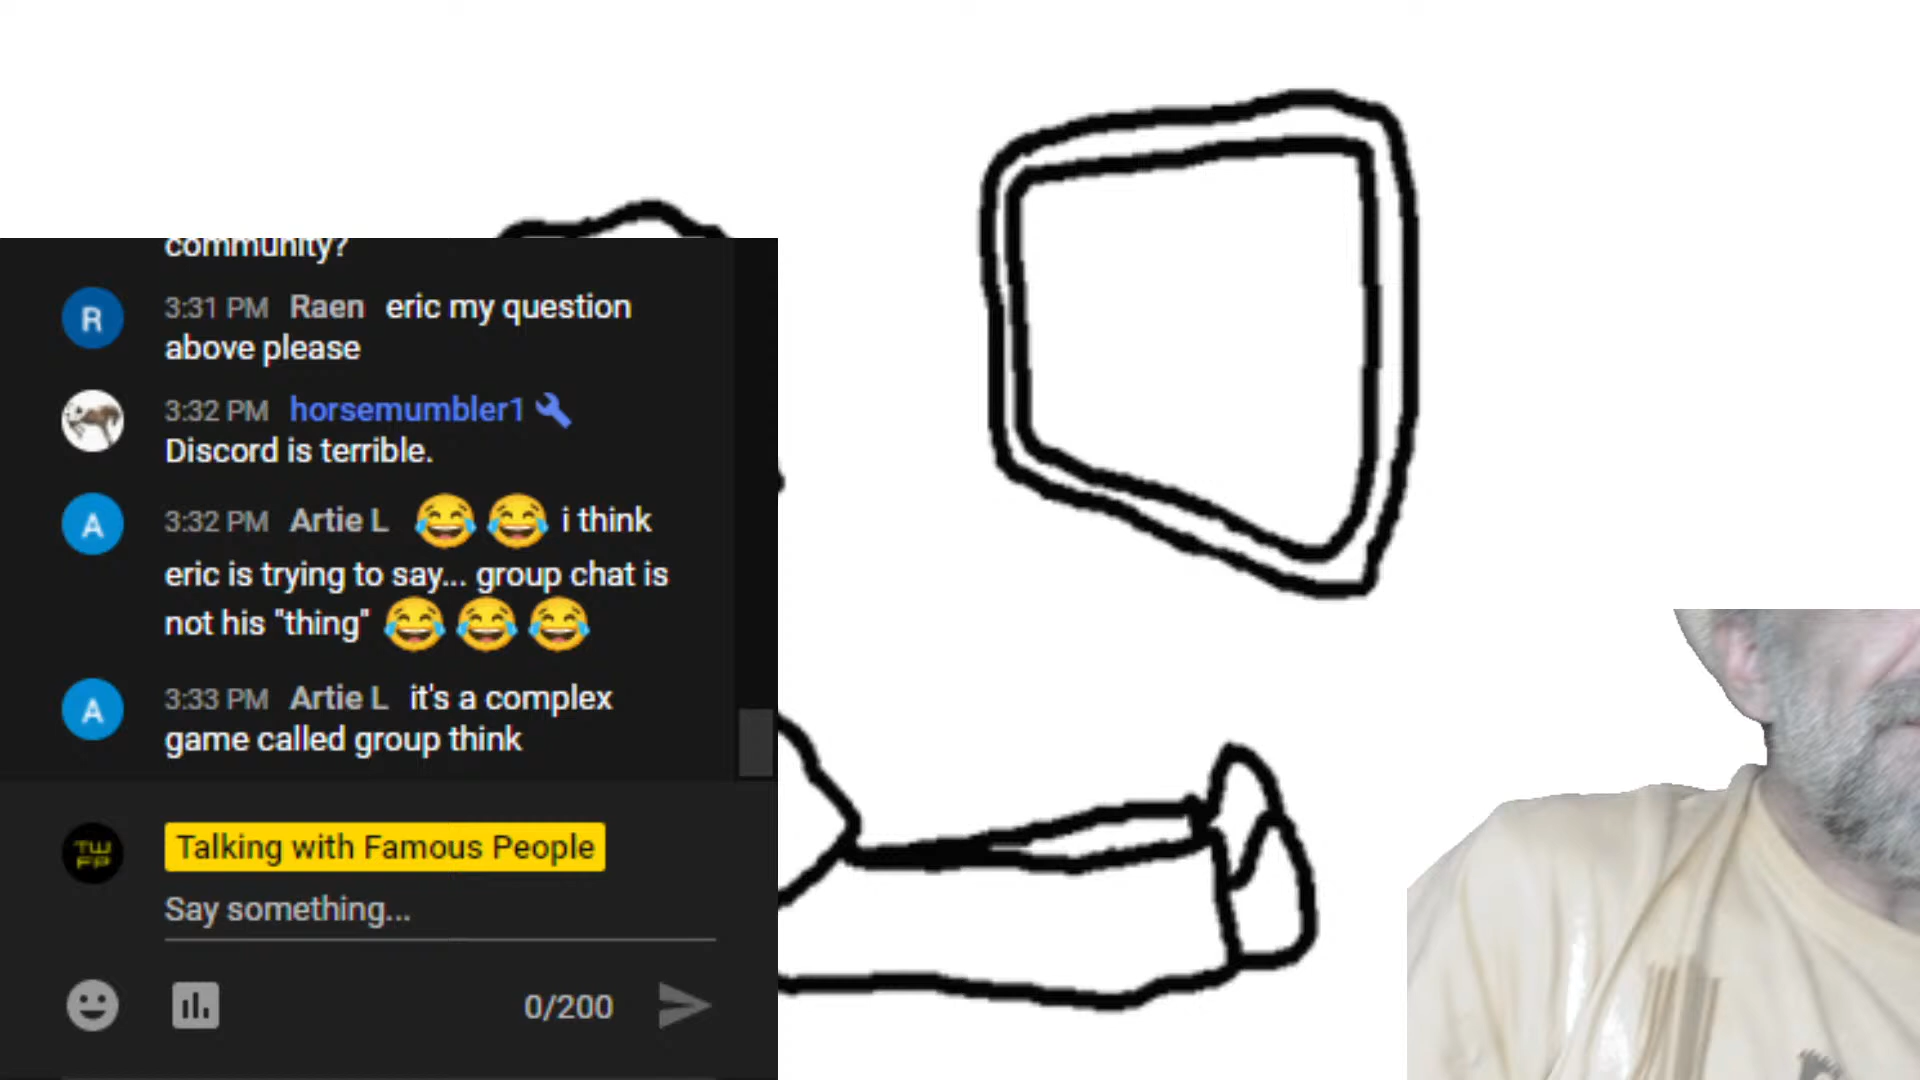 community?
R
3:31 PM Raen eric my question
above please
3:32 PM horsemumbler1
Discord is terrible.
A
3:32 PM Artie L 😂😂 i think
eric is trying to say... group chat is
not his "thing" 😂😂😂
A
3:33 PM Artie L it's a complex
game called group think
TW
FP
Talking with Famous People
Say something...
0/200